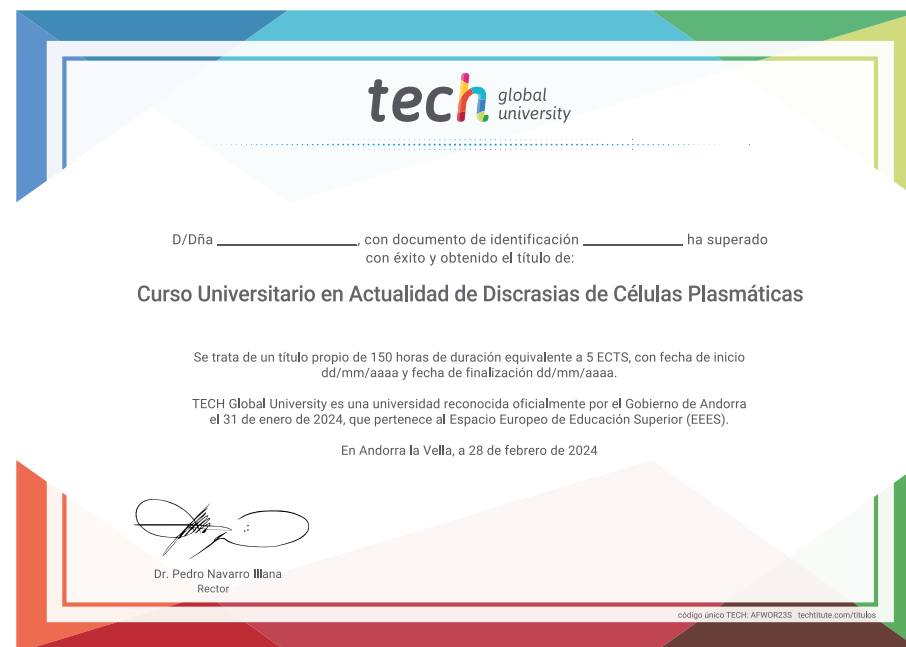 tech global university
D/Dña ______________, con documento de identificación __________ ha superado
con éxito y obtenido el título de:
Curso Universitario en Actualidad de Discrasias de Células Plasmáticas
Se trata de un título propio de 150 horas de duración equivalente a 5 ECTS, con fecha de inicio
dd/mm/aaaa y fecha de finalización dd/mm/aaaa.
TECH Global University es una universidad reconocida oficialmente por el Gobierno de Andorra
el 31 de enero de 2024, que pertenece al Espacio Europeo de Educación Superior (EEES).
En Andorra la Vella, a 28 de febrero de 2024
Dr. Pedro Navarro Illana
Rector
código único TECH: AFWOR23S techtitute.com/titulos